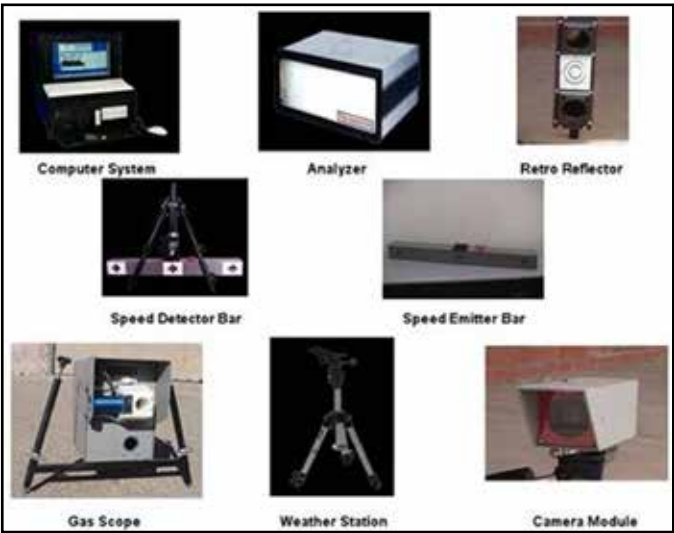 Computer System
Analyzer
Retro Reflector
Speed Detector Bar
Speed Emitter Bar
Gas Scope
Weather Station
Camera Module